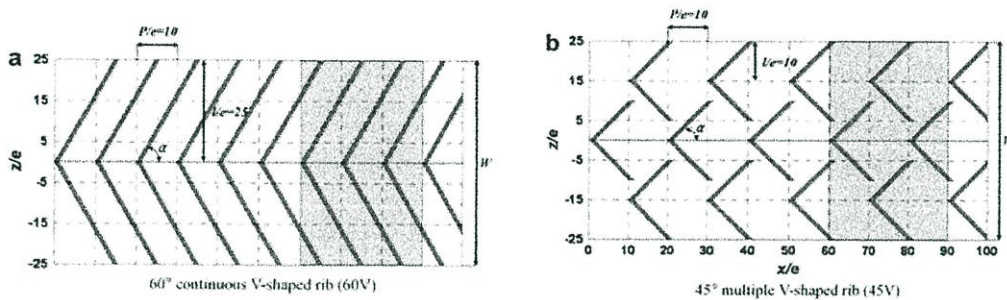 a
P/e=10
25
15
5
-5
-15
-25
z/e
l/e=25
α
W
60° continuous V-shaped rib (60V)
b
P/e=10
25
15
5
-5
-15
-25
z/e
l/e=10
α
0 10 20 30 40 50 60 70 80 90 100
x/e
45° multiple V-shaped rib (45V)